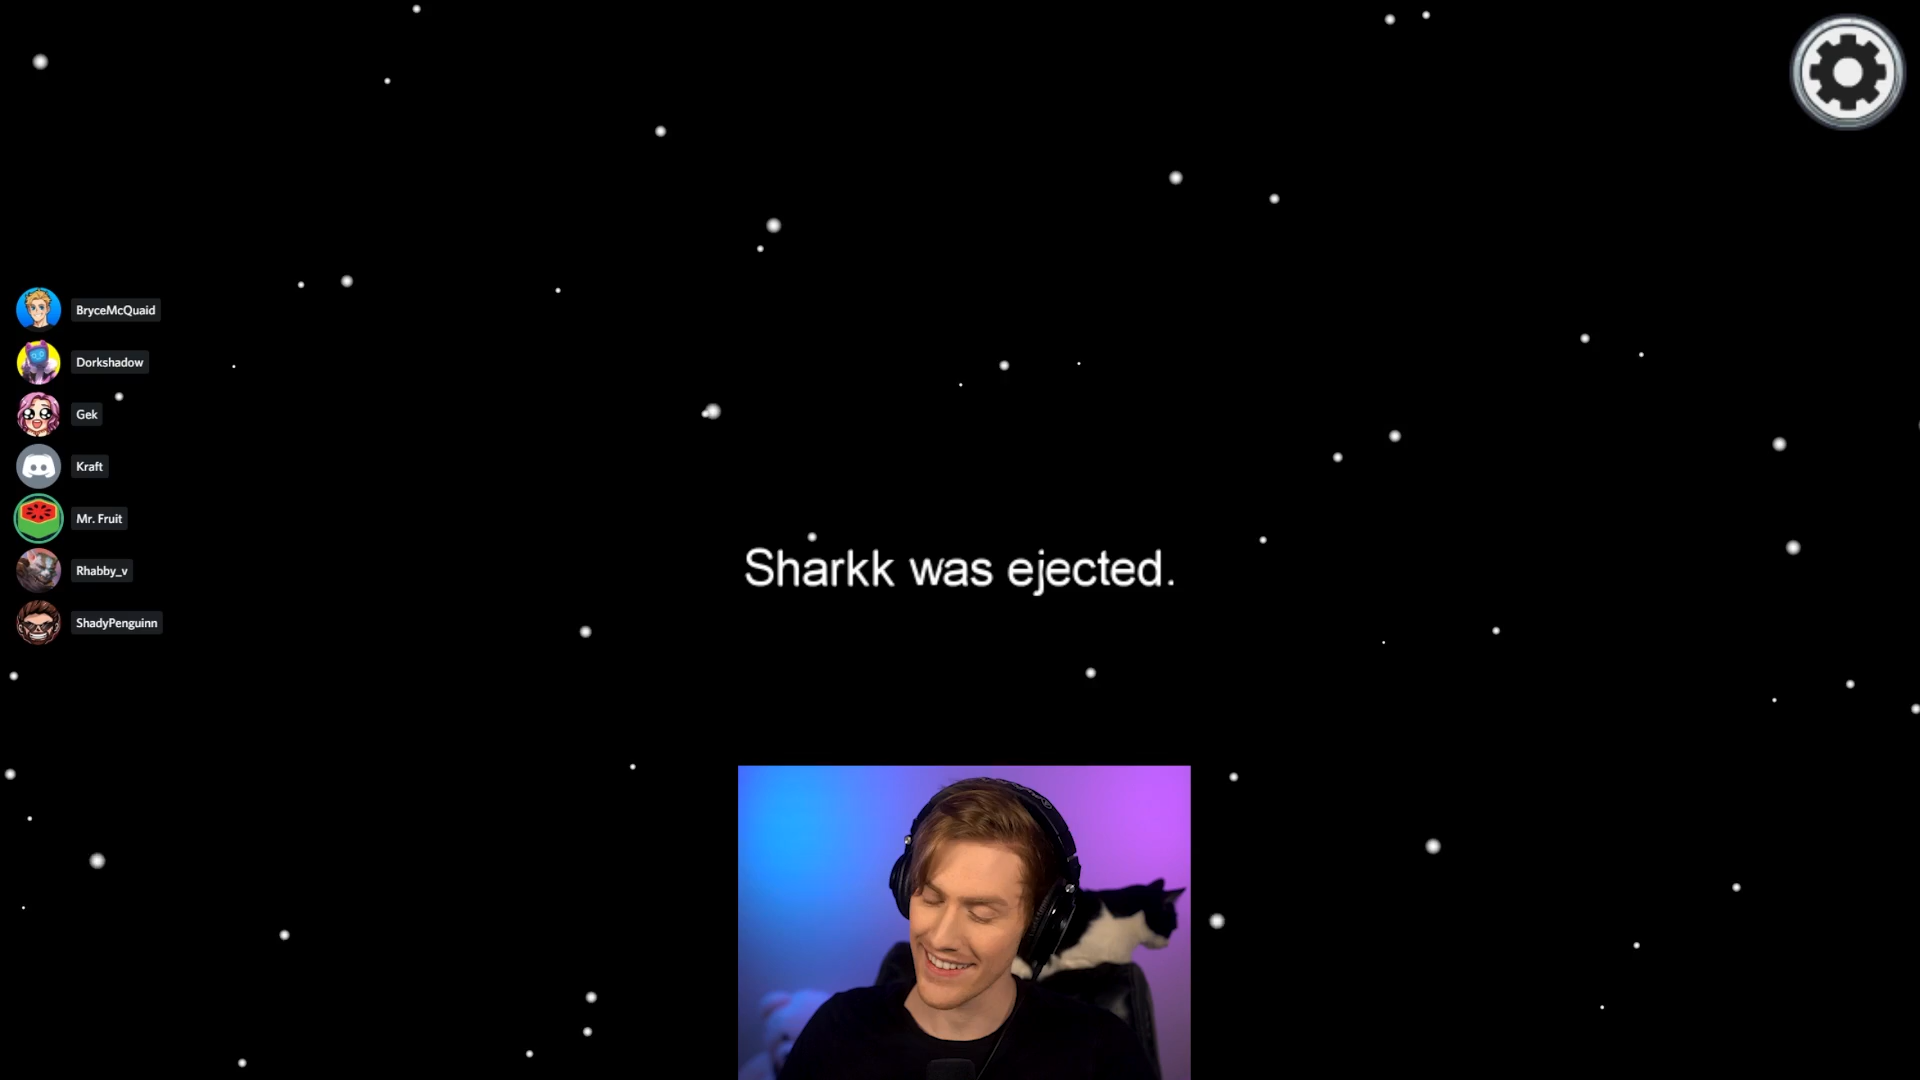 BryceMcQuaid
Dorkshadow
Gek
Kraft
Mr. Fruit
Sharkk was ejected.
Rhabby_v
ShadyPenguinn